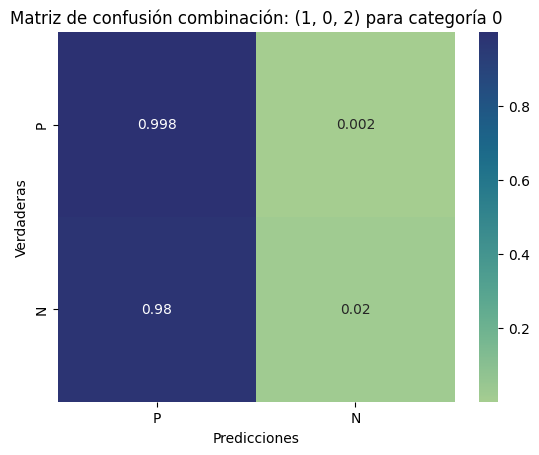 Matriz de confusión combinación: (1, 0, 2) para categoría 0
Verdaderas
P
0.998
0.002
N
0.98
0.02
P
N
Predicciones
0.8
0.6
0.4
0.2